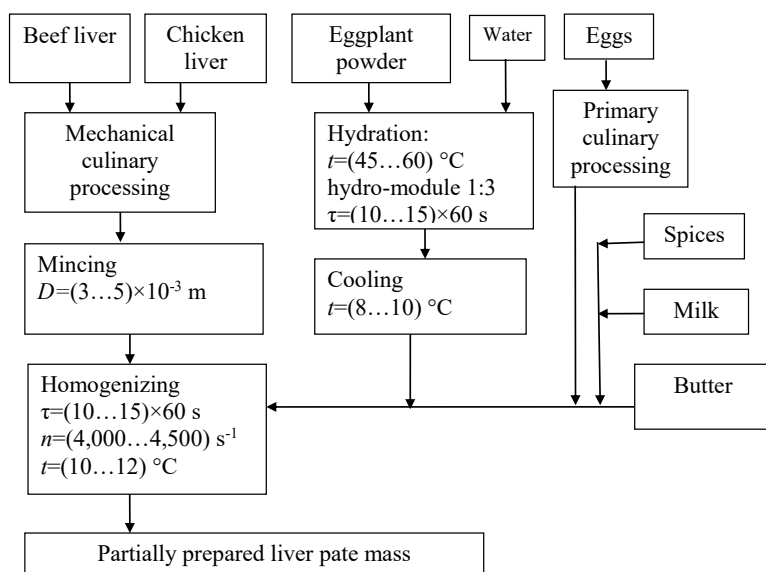 Beef liver
Chicken
liver
Eggplant
powder
Water
Eggs
Mechanical
culinary
processing
Hydration:
t=(45…60) °C
hydro-module 1:3
τ=(10…15)×60 s
Primary
culinary
processing
Spices
Mincing
D=(3…5)×10⁻³ m
Cooling
t=(8…10) °C
Milk
Homogenizing
τ=(10…15)×60 s
n=(4,000…4,500) s⁻¹
t=(10…12) °C
Butter
Partially prepared liver pate mass